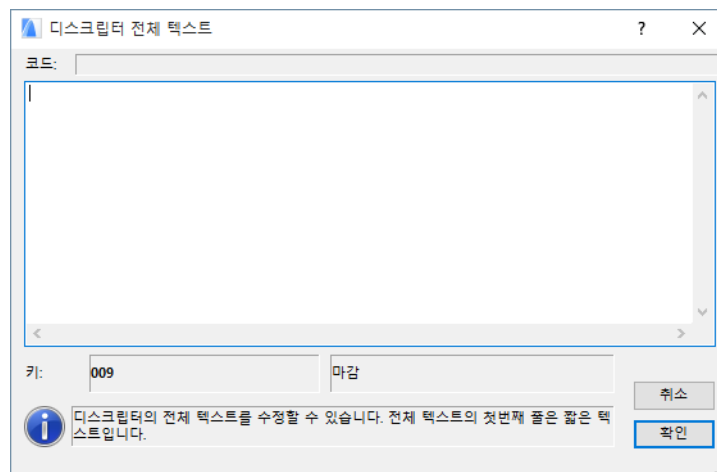 디스크립터 전체 텍스트
코드:
키:
009
마감
디스크립터의 전체 텍스트를 수정할 수 있습니다. 전체 텍스트의 첫번째 줄은 짧은 텍
스트입니다.
취소
확인